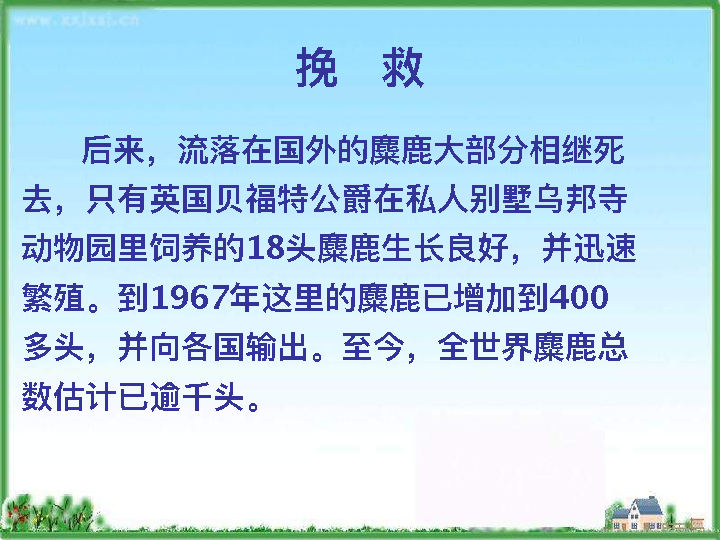 www.xxjxsj.cn
挽 救
后来，流落在国外的麋鹿大部分相继死
去，只有英国贝福特公爵在私人别墅乌邦寺
动物园里饲养的18头麋鹿生长良好，并迅速
繁殖。到1967年这里的麋鹿已增加到400
多头，并向各国输出。至今，全世界麋鹿总
数估计已逾千头。